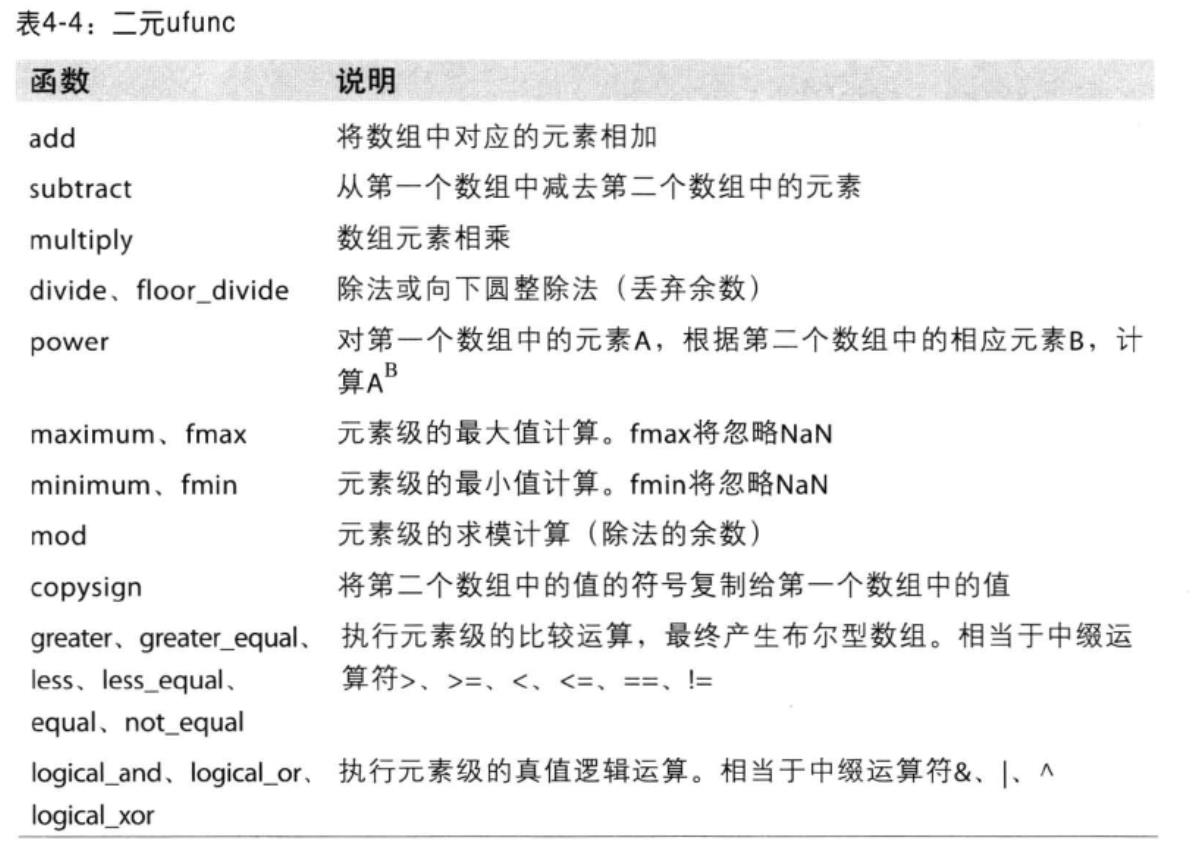 表4-4：二元ufunc
函数 说明
add 将数组中对应的元素相加
subtract 从第一个数组中减去第二个数组中的元素
multiply 数组元素相乘
divide、floor_divide 除法或向下圆整除法（丢弃余数）
power 对第一个数组中的元素A，根据第二个数组中的相应元素B，计
算A^B
maximum、fmax 元素级的最大值计算。fmax将忽略NaN
minimum、fmin 元素级的最小值计算。fmin将忽略NaN
mod 元素级的求模计算（除法的余数）
copysign 将第二个数组中的值的符号复制给第一个数组中的值
greater、greater_equal、 执行元素级的比较运算，最终产生布尔型数组。相当于中缀运
less、less_equal、 算符>、>=、<、<=、==、!=
equal、not_equal
logical_and、logical_or、 执行元素级的真值逻辑运算。相当于中缀运算符&、|、^
logical_xor